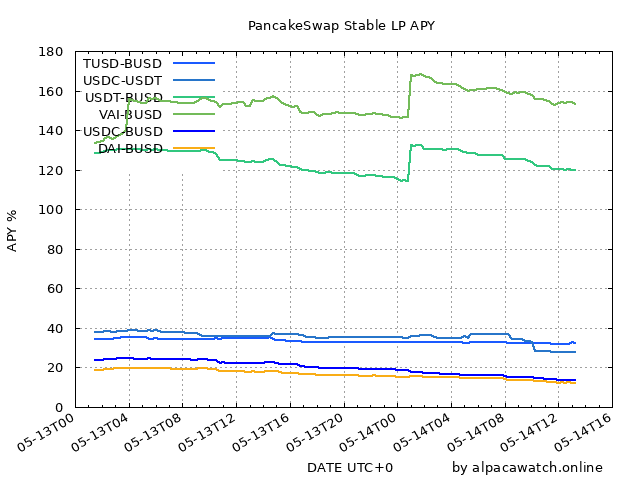 PancakeSwap Stable LP APY
180
160
140
120
100
80
60
40
20
0
APY %
TUSD-BUSD
USDC-USDT
USDT-BUSD
VAI-BUSD
USDC-BUSD
DAI-BUSD
05-13T00
05-13T04
05-13T08
05-13T12
05-13T16
05-13T20
05-14T00
05-14T04
05-14T08
05-14T12
05-14T16
DATE UTC+0
by alpacawatch.online